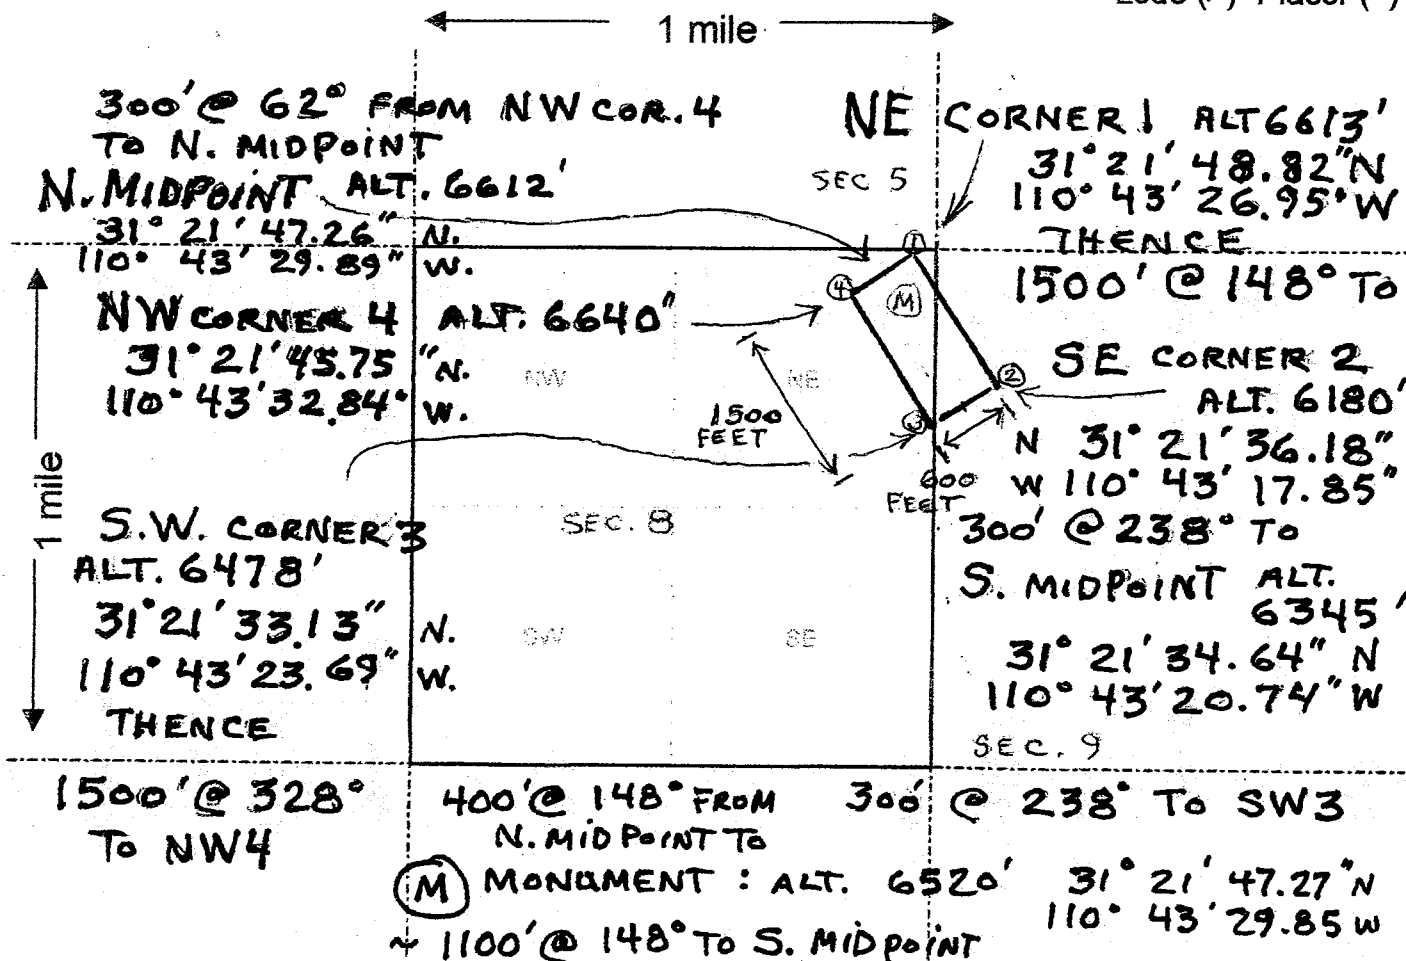 1 mile
300' @ 62° FROM NW COR. 4
TO N. MIDPOINT
N. MIDPOINT ALT. 6612'
31° 21' 47.26" N.
110° 43' 29.89" W.
NW CORNER 4 ALT. 6640"
31° 21' 45.75 "N.
110° 43' 32.84" W.
1 mile
S.W. CORNER 3
ALT. 6478'
31° 21' 33.13" N.
110° 43' 23.69" W.
THENCE
1500' @ 328°
TO NW4
SEC 5
1
4
M
2
3
NW
NE
1500
FEET
600
FEET
SEC. 8
SW
SE
SEC. 9
NE CORNER 1 ALT 6613'
31° 21' 48.82" N
110° 43' 26.95" W
THENCE
1500' @ 148° TO
SE CORNER 2
ALT. 6180'
N 31° 21' 36.18"
W 110° 43' 17.85"
300' @ 238° TO
S. MIDPOINT ALT.
6345'
31° 21' 34.64" N
110° 43' 20.74" W
300' @ 238° TO SW3
400' @ 148° FROM
N. MIDPOINT TO
M MONUMENT : ALT. 6520' 31° 21' 47.27" N
110° 43' 29.85 W
~ 1100' @ 148° TO S. MIDPOINT